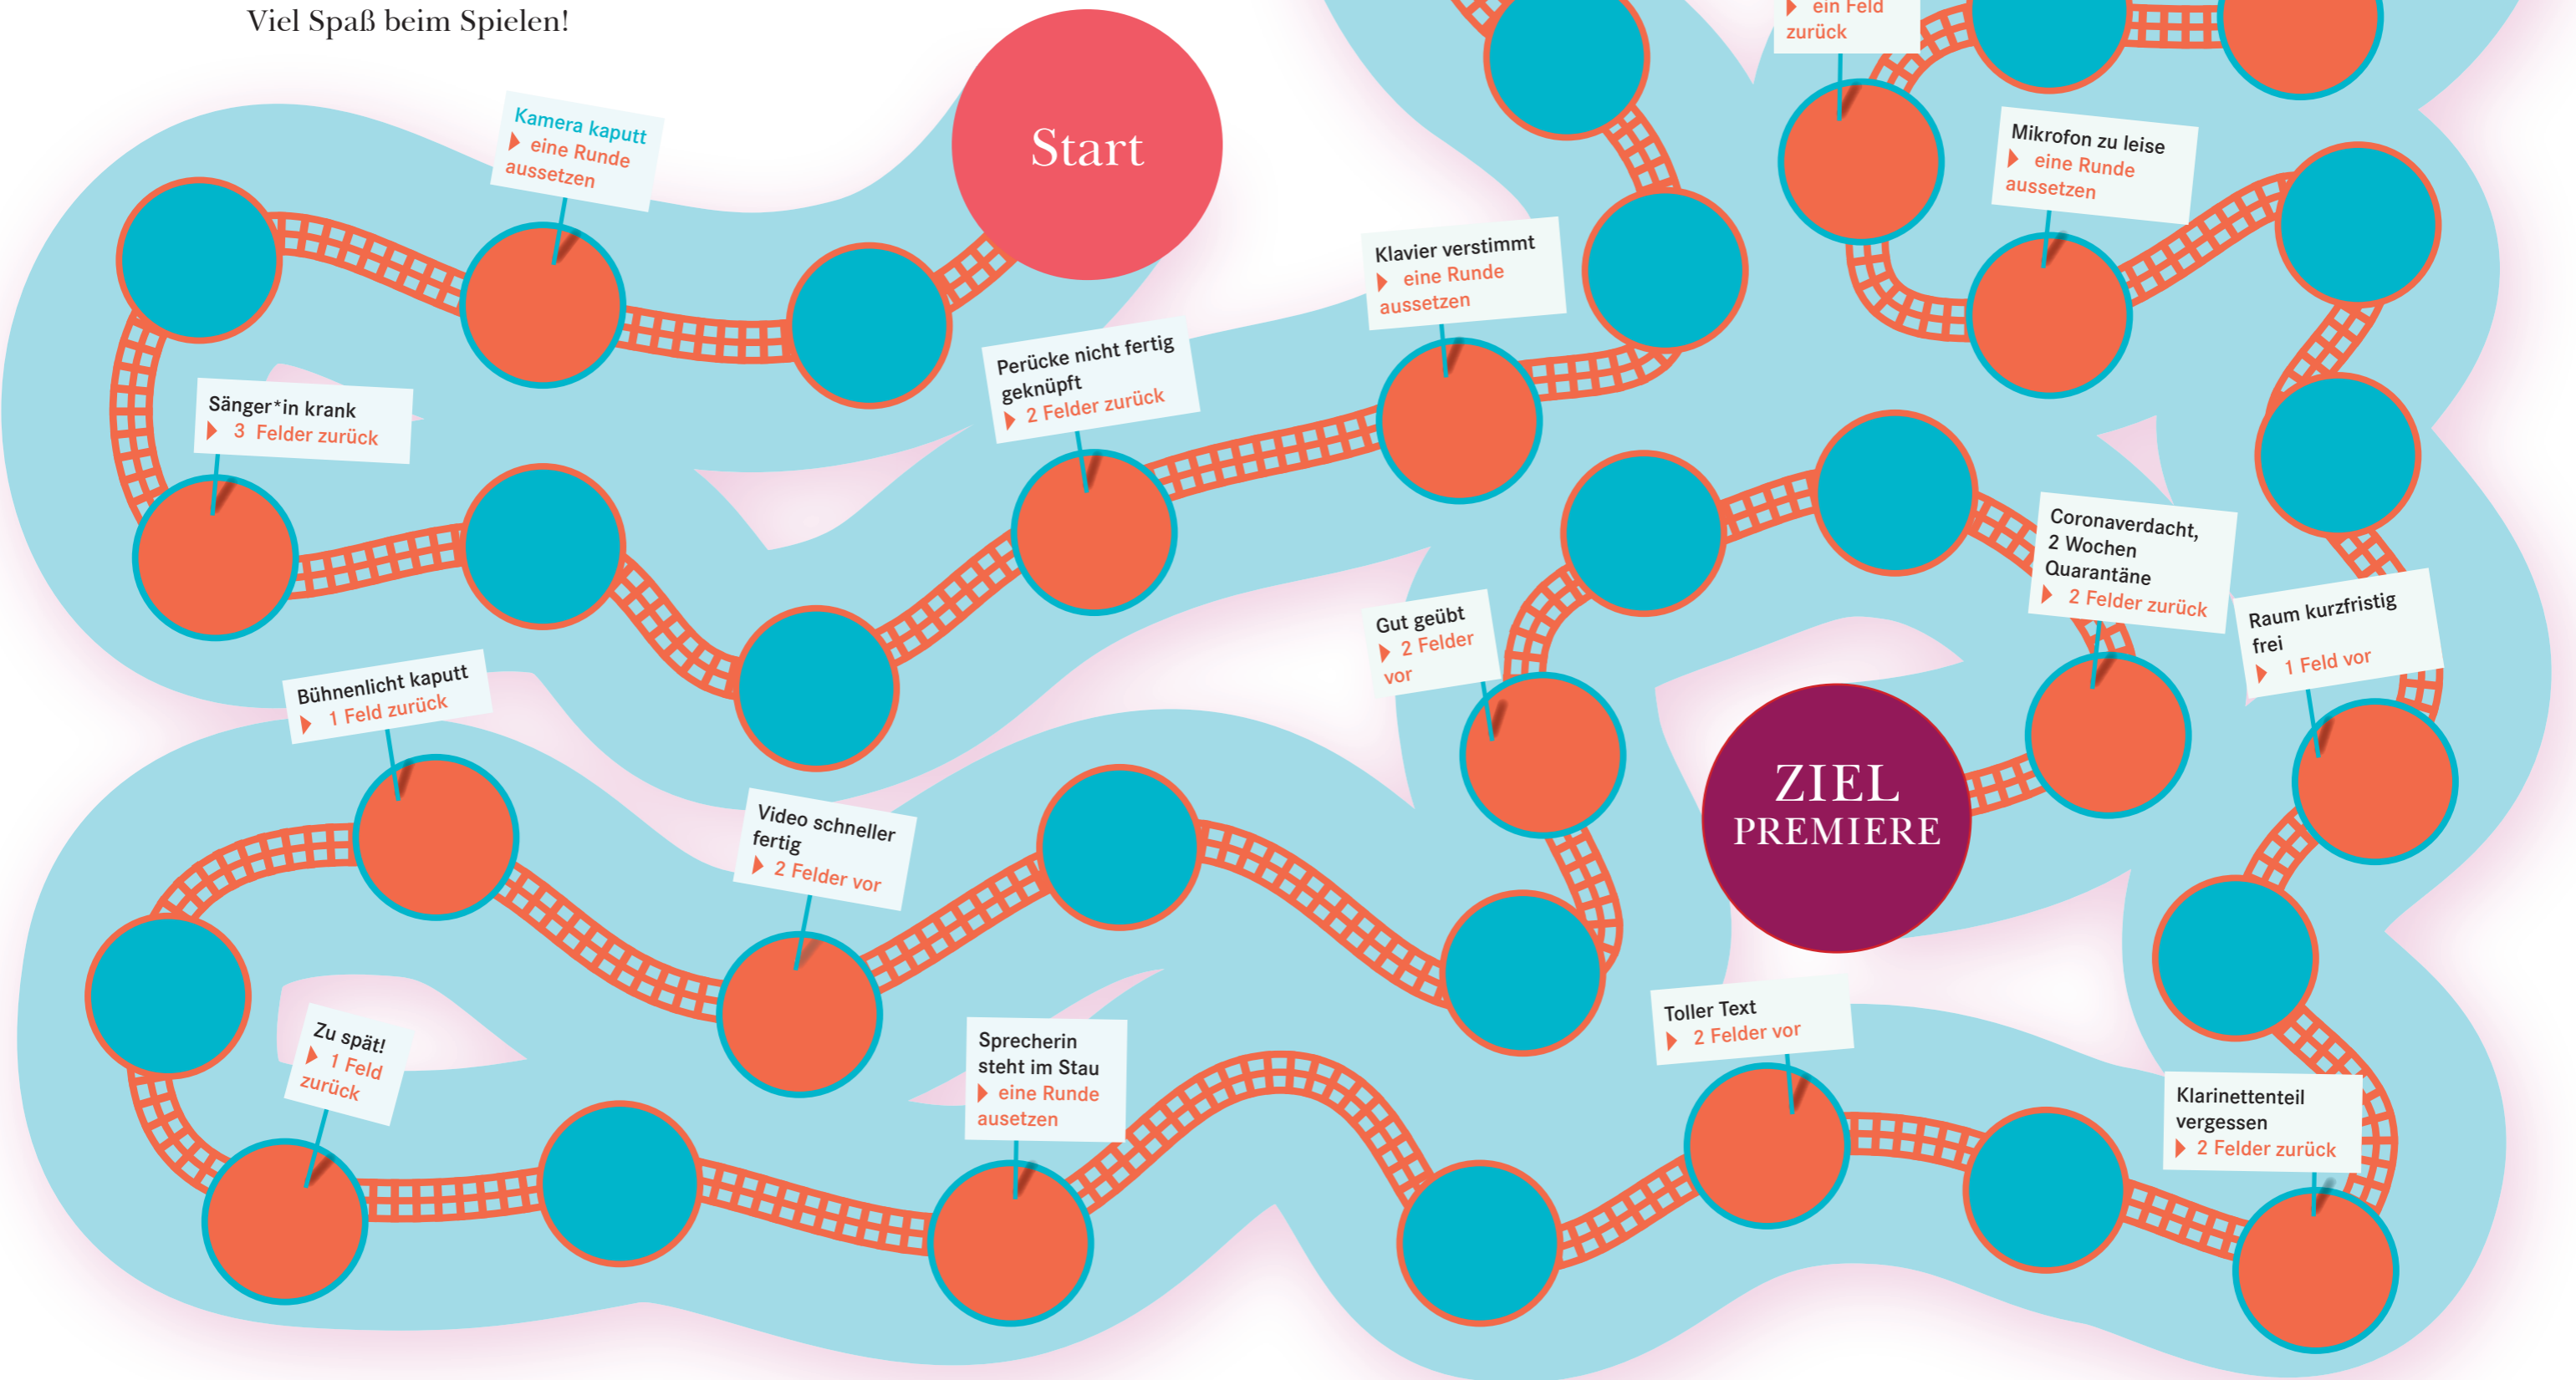 Viel Spaß beim Spielen!
Start
Kamera kaputt
eine Runde
aussetzen
Sänger*in krank
3 Felder zurück
Perücke nicht fertig
geknüpft
2 Felder zurück
Klavier verstimmt
eine Runde
aussetzen
ein Feld
zurück
Mikrofon zu leise
eine Runde
aussetzen
Raum kurzfristig
frei
1 Feld vor
Klarinettenteil
vergessen
2 Felder zurück
Toller Text
2 Felder vor
Sprecherin
steht im Stau
eine Runde
ausetzen
Zu spät!
1 Feld
zurück
Bühnenlicht kaputt
1 Feld zurück
Video schneller
fertig
2 Felder vor
Gut geübt
2 Felder
vor
Coronaverdacht,
2 Wochen
Quarantäne
2 Felder zurück
ZIEL
PREMIERE